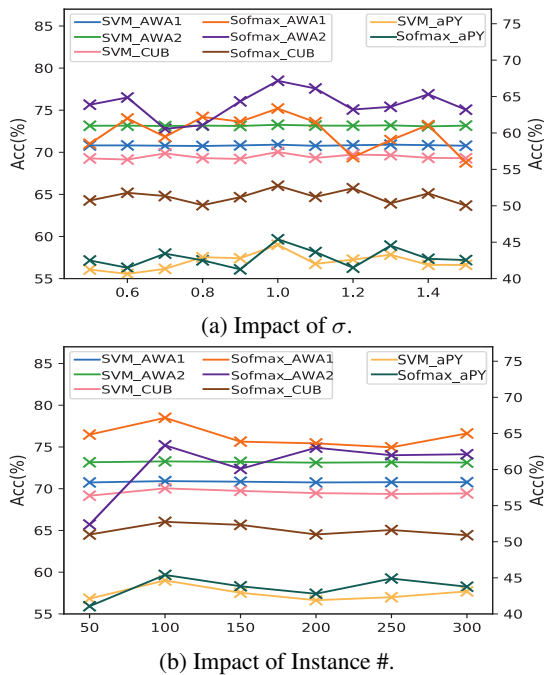 SVM_AWA1 Sofmax_AWA1 SVM_aPY
SVM_AWA2 Sofmax_AWA2 Sofmax_aPY
SVM_CUB Sofmax_CUB
85
80
75
70
65
60
55
Acc(%)
75
70
65
60
55
50
45
40
Acc(%)
0.6 0.8 1.0 1.2 1.4
(a) Impact of σ.
SVM_AWA1 Sofmax_AWA1 SVM_aPY
SVM_AWA2 Sofmax_AWA2 Sofmax_aPY
SVM_CUB Sofmax_CUB
85
80
75
70
65
60
55
Acc(%)
75
70
65
60
55
50
45
40
Acc(%)
50 100 150 200 250 300
(b) Impact of Instance #.